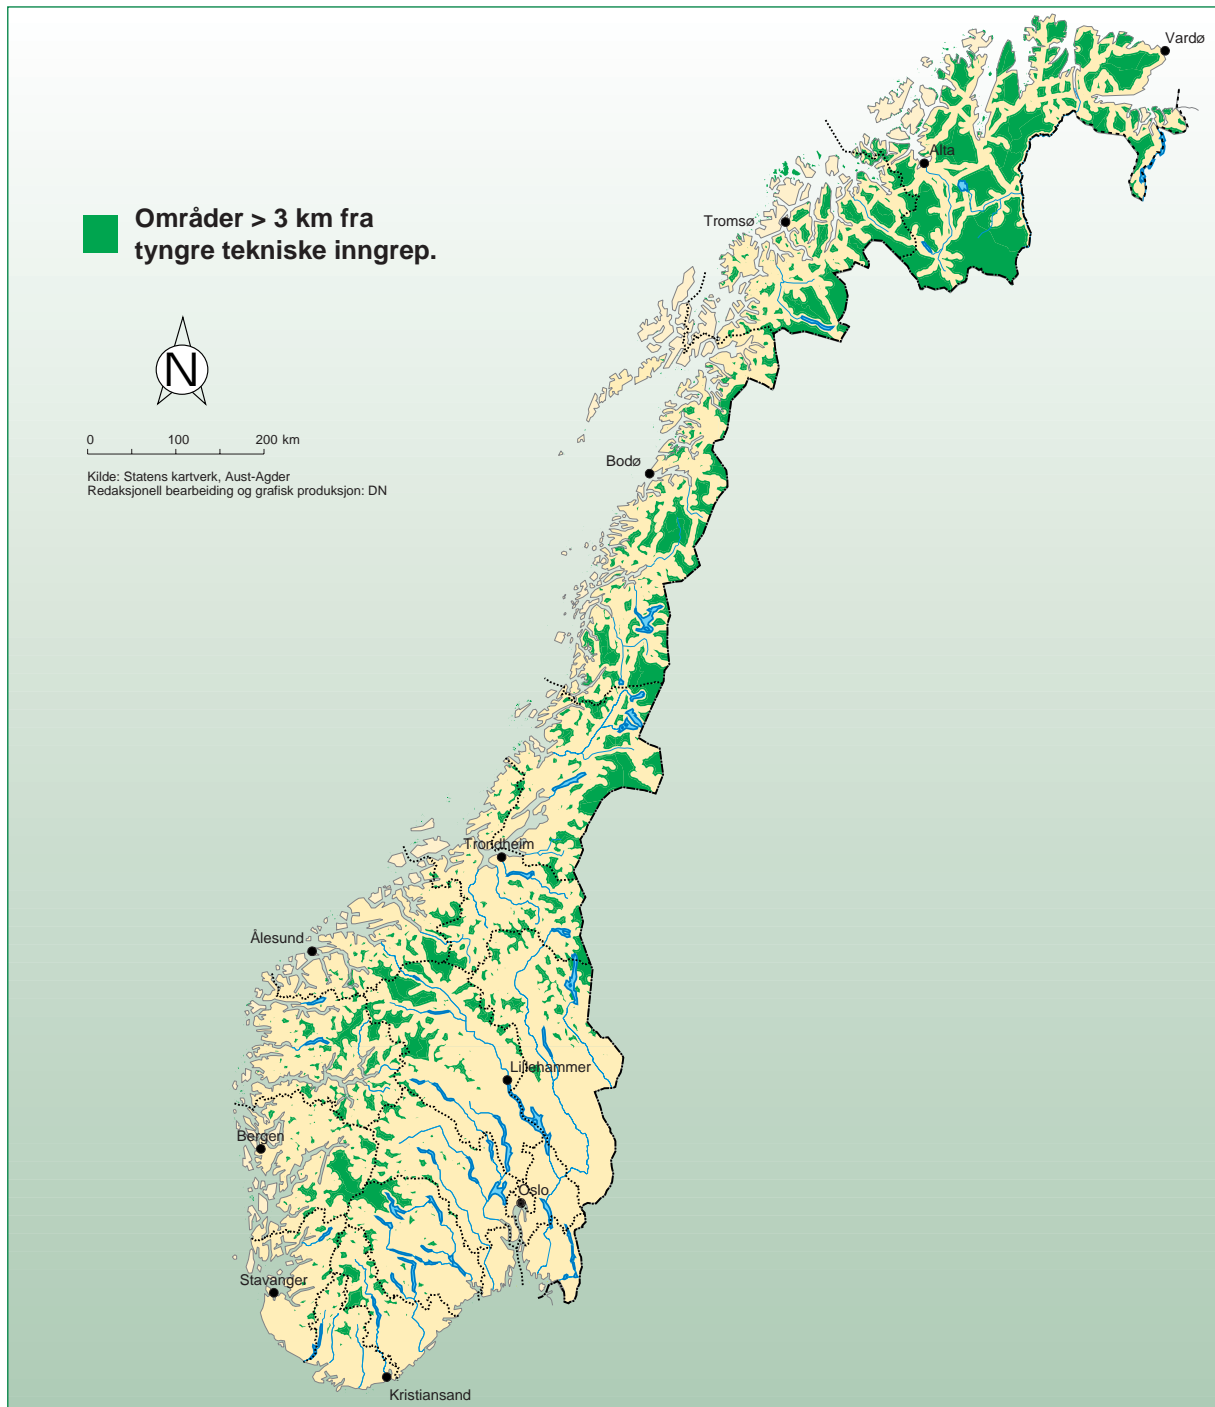 Vardø
Alta
Områder > 3 km fra
tyngre tekniske inngrep.
Tromsø
N
0 100 200 km
Bodø
Kilde: Statens kartverk, Aust-Agder
Redaksjonell bearbeiding og grafisk produksjon: DN
Trondheim
Ålesund
Lillehammer
Bergen
Oslo
Stavanger
Kristiansand